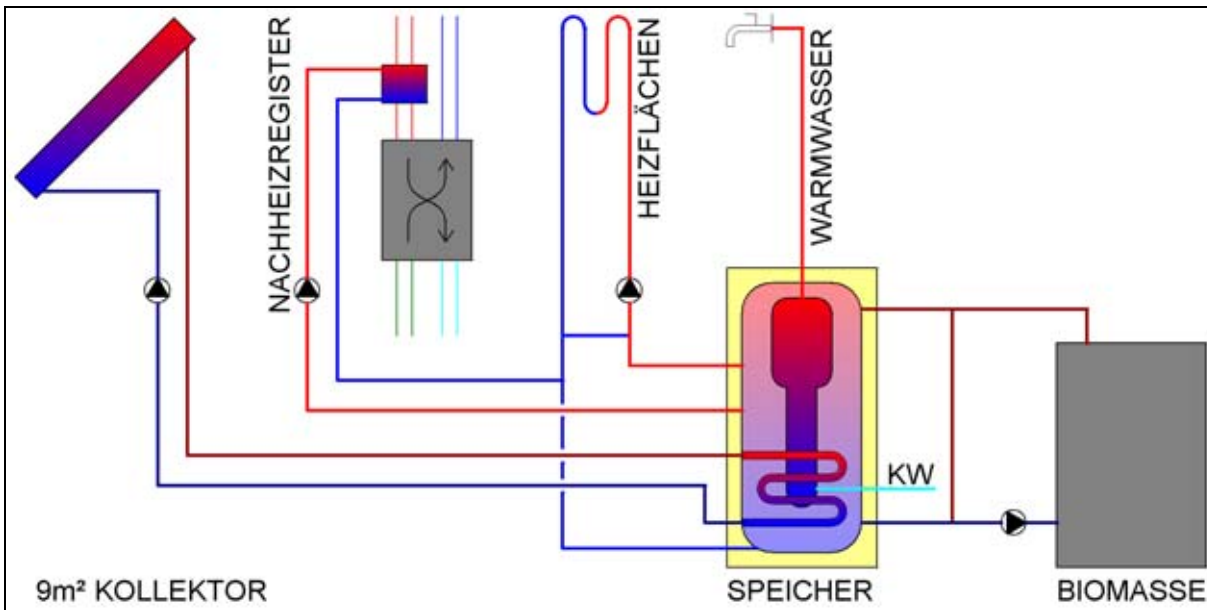 NACHHEIZREGISTER
HEIZFLÄCHEN
WARMWASSER
KW
9m² KOLLEKTOR
SPEICHER
BIOMASSE